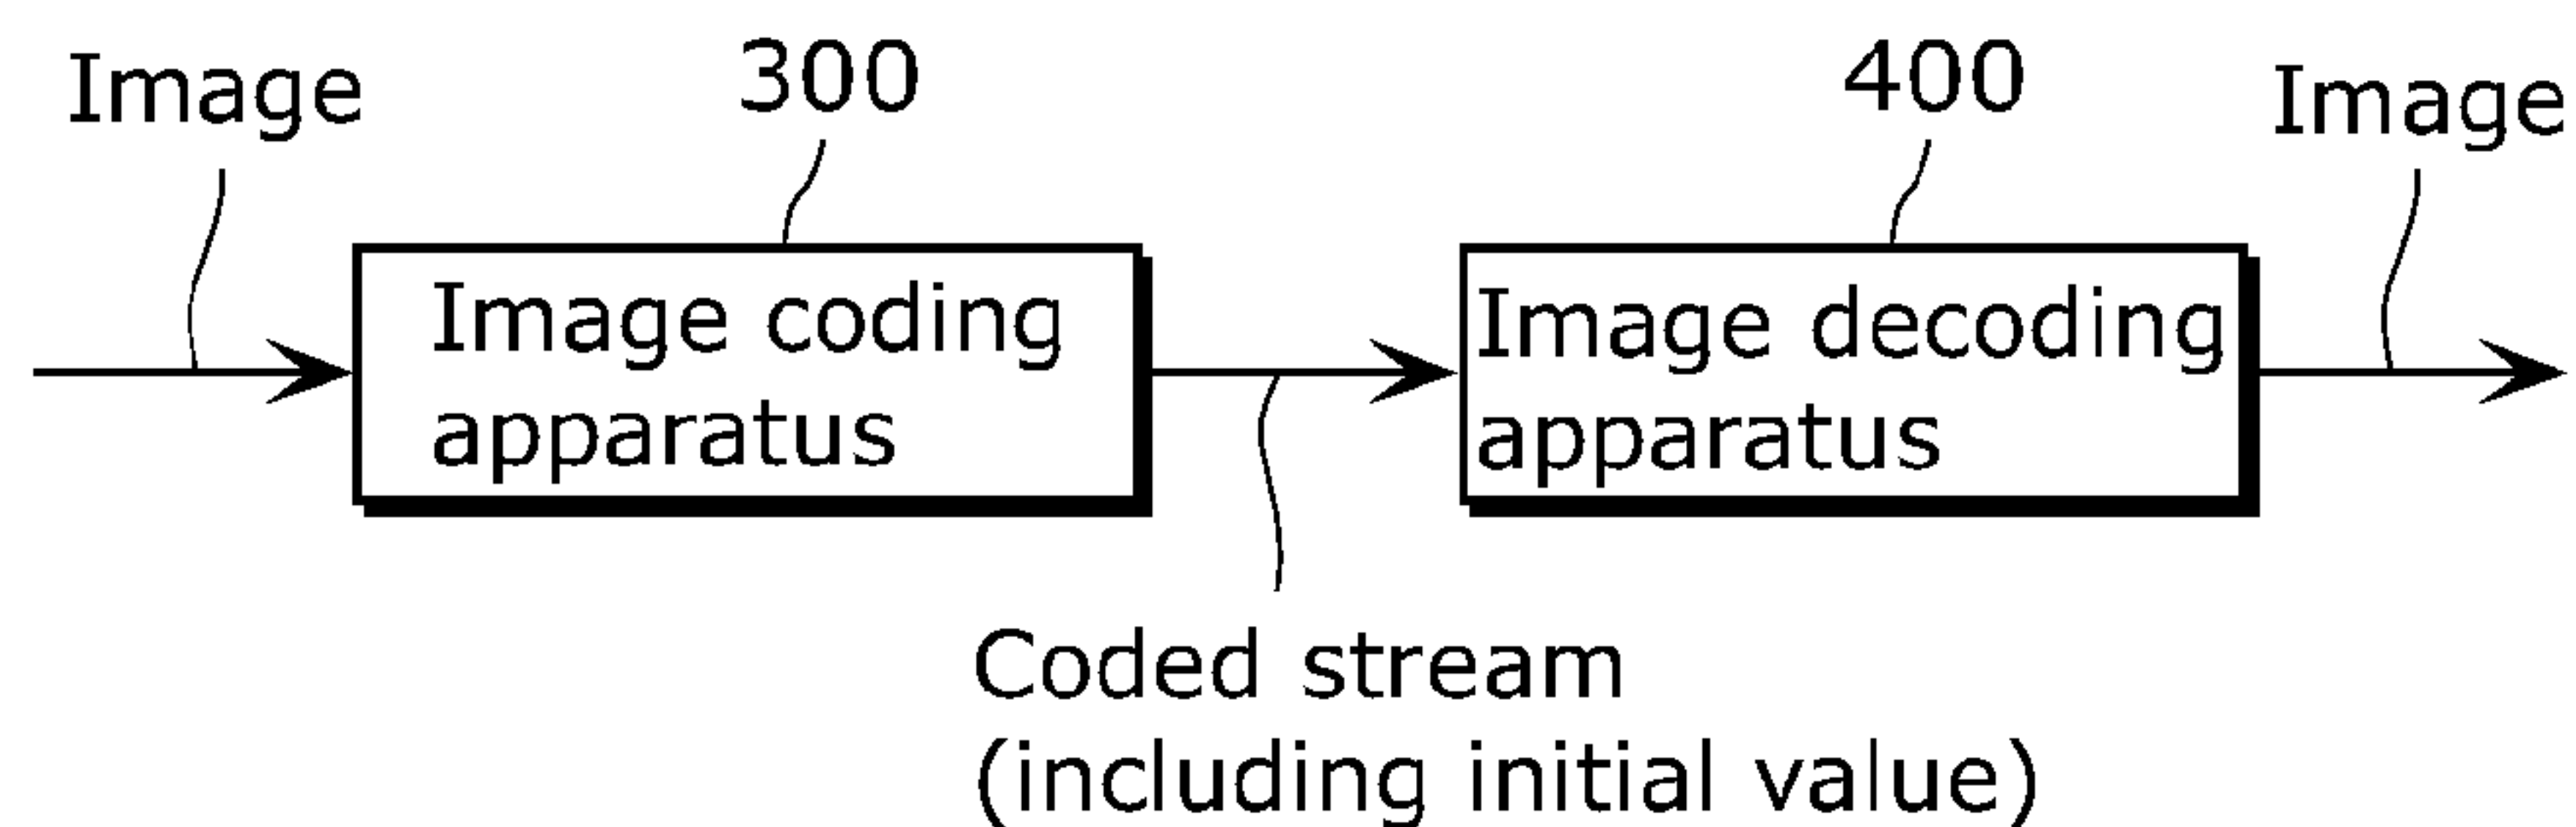 Image
300
400
Image
Image coding
apparatus
Image decoding
apparatus
Coded stream
(including initial value)